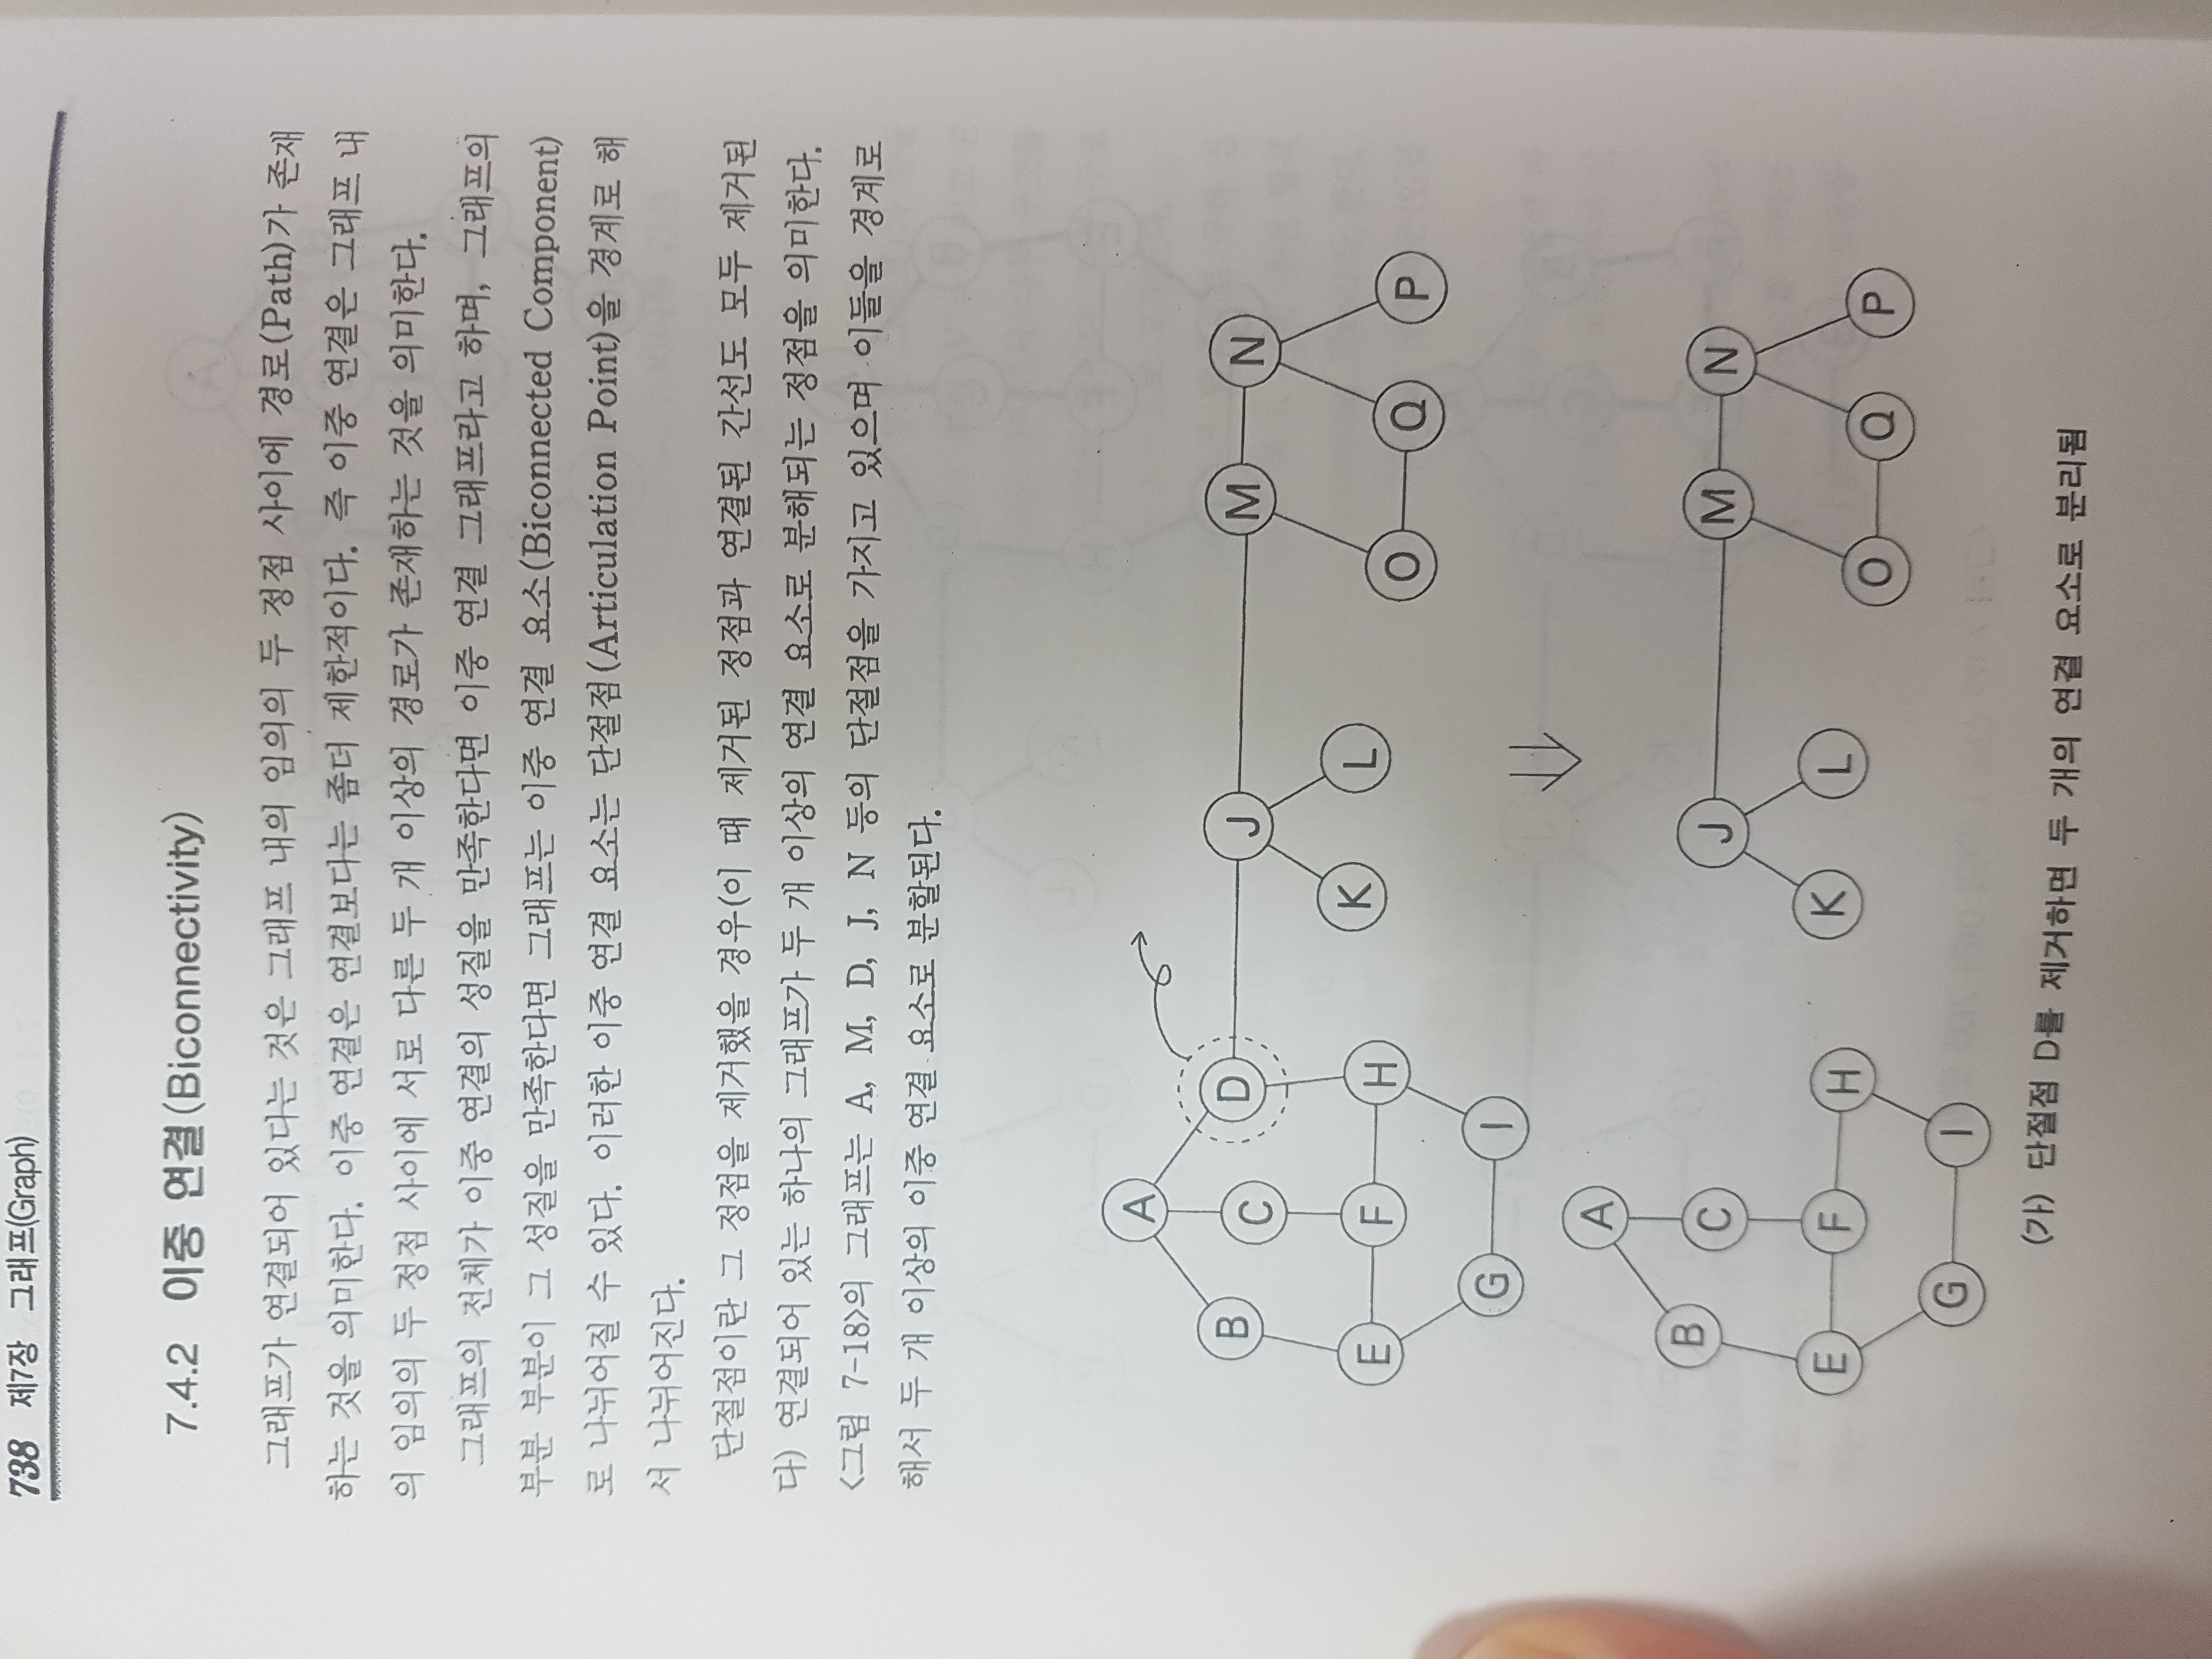 738 제7장 그래프(Graph)
7.4.2 이중 연결(Biconnectivity)
그래프가 연결되어 있다는 것은 그래프 내의 임의의 두 정점 사이에 경로(Path)가 존재
하는 것을 의미한다. 이중 연결은 연결보다는 좀더 제한적이다. 즉 이중 연결은 그래프 내
의 임의의 두 정점 사이에 서로 다른 두 개 이상의 경로가 존재하는 것을 의미한다.
그래프의 전체가 이중 연결의 성질을 만족한다면 이중 연결 그래프라고 하며, 그래프의
부분 부분이 그 성질을 만족한다면 그래프는 이중 연결 요소(Biconnected Component)
로 나뉘어질 수 있다. 이러한 이중 연결 요소는 단절점(Articulation Point)을 경계로 해
서 나뉘어진다.
단절점이란 그 정점을 제거했을 경우(이 때 제거된 정점과 연결된 간선도 모두 제거된
다) 연결되어 있는 하나의 그래프가 두 개 이상의 연결 요소로 분해되는 정점을 의미한다.
<그림 7-18>의 그래프는 A, M, D, J, N 등의 단절점을 가지고 있으며 이들을 경계로
해서 두 개 이상의 이중 연결 요소로 분할된다.
A
B C D J M N
K L
E F H O Q P
G I
A
B C J M N
E F H K L O Q P
G I
(가) 단절점 D를 제거하면 두 개의 연결 요소로 분리됨